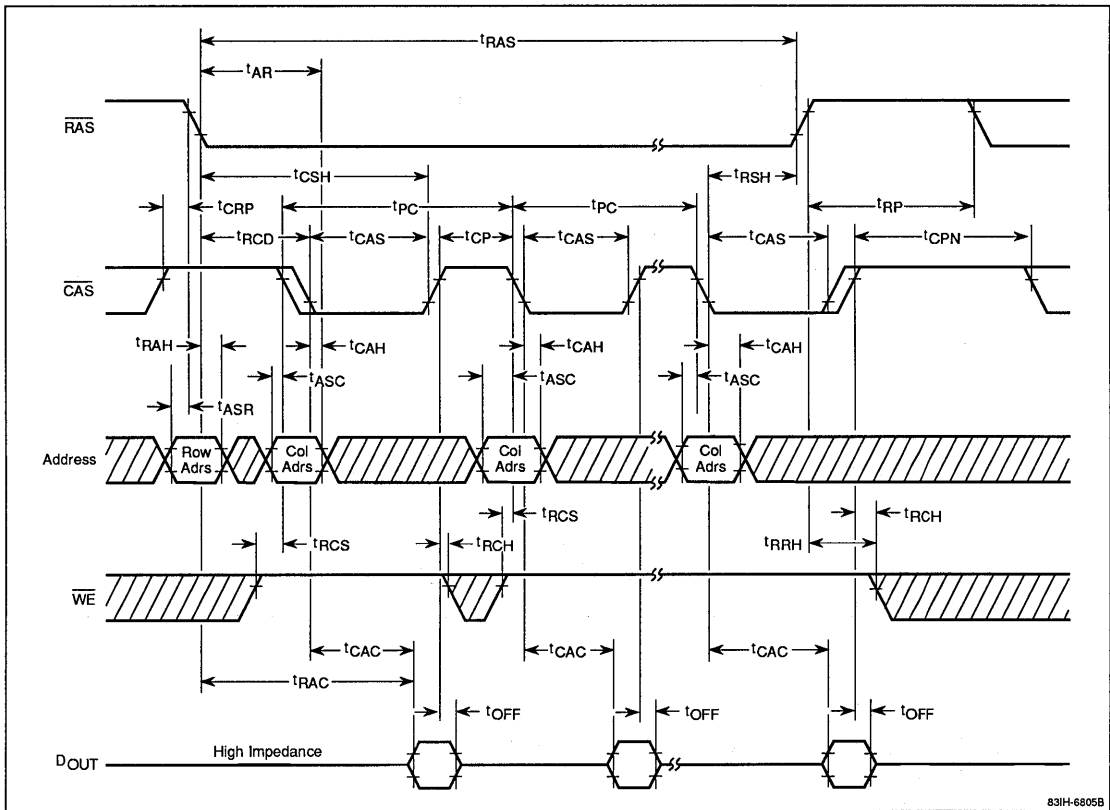 tRAS
tAR
RAS
tCSH
tRSH
tCRP
tPC
tPC
tRP
tRCD
tCAS
tCP
tCAS
tCAS
tCPN
CAS
tRAH
tCAH
tCAH
tCAH
tASC
tASC
tASC
tASR
Address
Row Adrs
Col Adrs
Col Adrs
Col Adrs
tRCS
tRCH
tRCS
tRCH
tRRH
WE
tCAC
tCAC
tCAC
tRAC
tOFF
tOFF
tOFF
High Impedance
DOUT
83IH-6805B